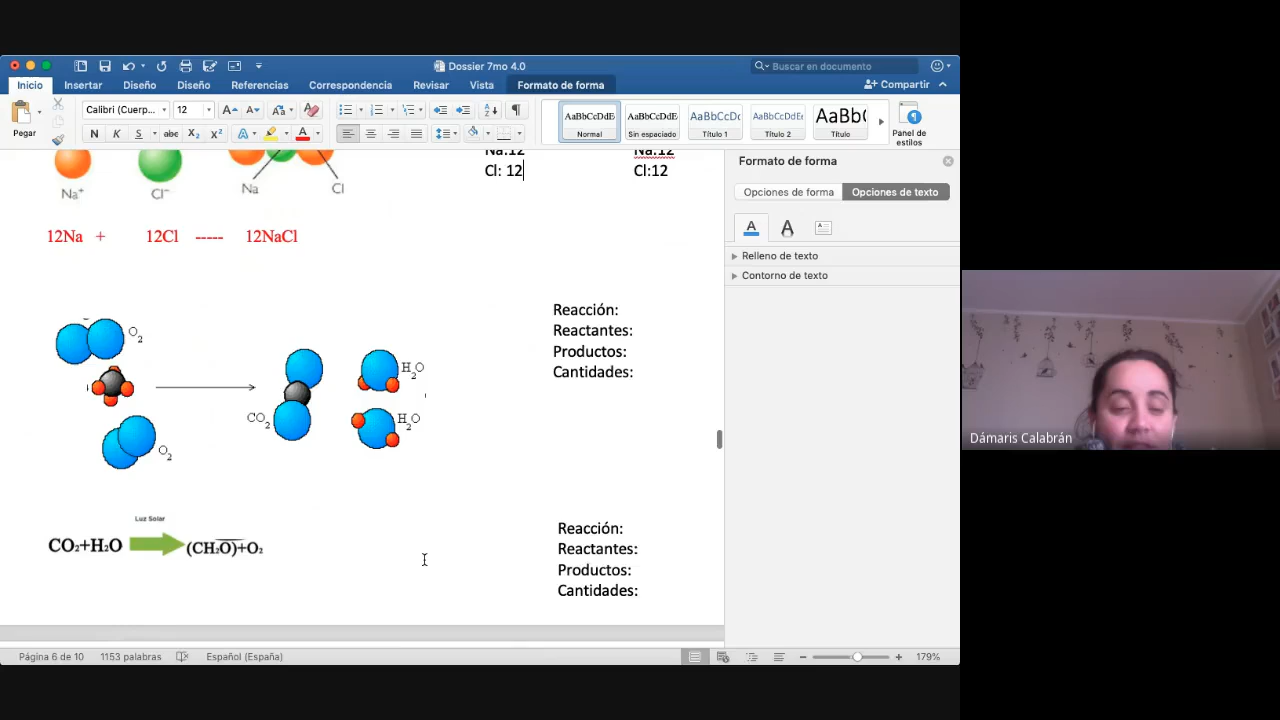 Dossier 7mo 4.0
Buscar en documento
Inicio Insertar Diseño Diseño Referencias Correspondencia Revisar Vista Formato de forma
Compartir
Pegar
Calibri (Cuerp... 12
N K S abc X₂ X²
AaBbCcDdEe AaBbCcDdEe AaBbCcDc AaBbCcDdEe AaBbC
Normal Sin espaciado Título 1 Título 2 Título
Panel de estilos
Formato de forma
Opciones de forma Opciones de texto
Relleno de texto
Contorno de texto
Na:12 Na:12
Cl: 12 Cl:12
Na⁺ Cl⁻ Na Cl
12Na + 12Cl ----- 12NaCl
O₂
H₂O
CO₂
H₂O
O₂
Reacción:
Reactantes:
Productos:
Cantidades:
Luz Solar
CO₂+H₂O (CH₂O)+O₂
Reacción:
Reactantes:
Productos:
Cantidades:
Dámaris Calabrán
Página 6 de 10 1153 palabras Español (España) 179%